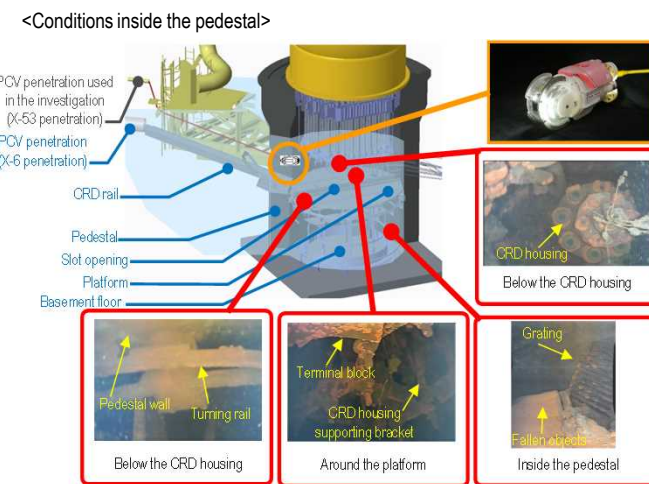 <Conditions inside the pedestal>
PCV penetration used
in the investigation
(X-53 penetration)
PCV penetration
(X-6 penetration)
CRD rail
Pedestal
Slot opening
Platform
Basement floor
CRD housing
Below the CRD housing
Pedestal wall
Turning rail
Below the CRD housing
Terminal block
CRD housing
supporting bracket
Around the platform
Grating
Fallen objects
Inside the pedestal